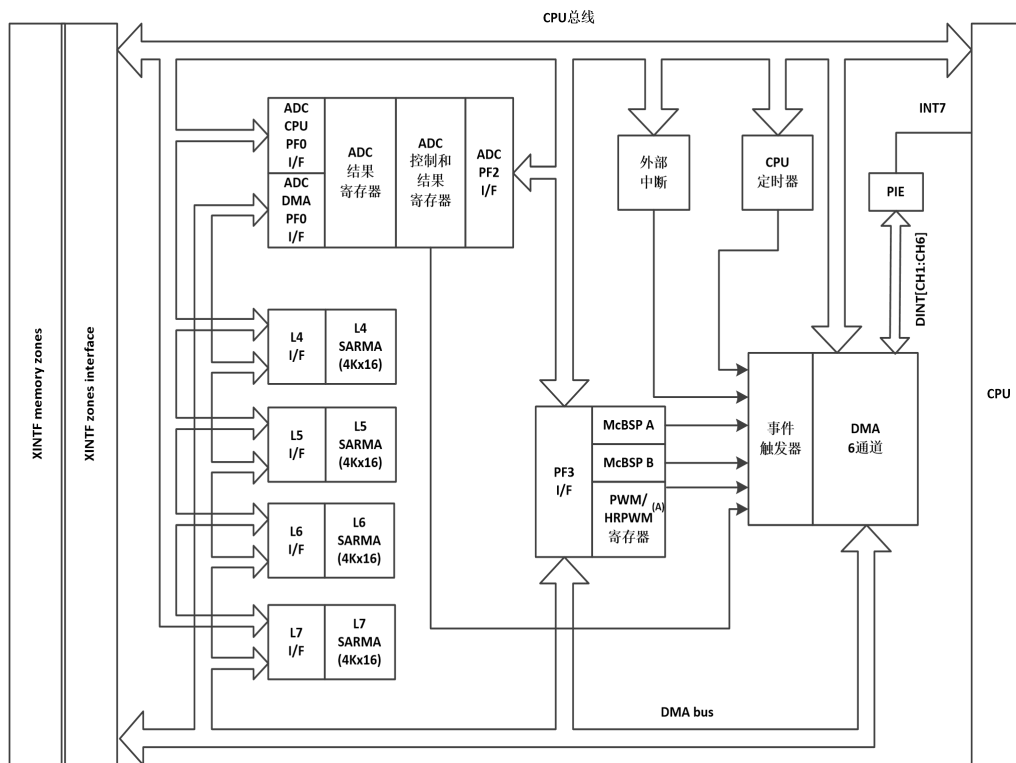 CPU总线
XINTF memory zones
XINTF zones interface
ADC
CPU
PF0
I/F
ADC
DMA
PF0
I/F
ADC
结果
寄存器
ADC
控制和
结果
寄存器
ADC
PF2
I/F
外部
中断
CPU
定时器
INT7
PIE
DINT[CH1:CH6]
CPU
L4
I/F
L4
SARMA
(4Kx16)
L5
I/F
L5
SARMA
(4Kx16)
L6
I/F
L6
SARMA
(4Kx16)
L7
I/F
L7
SARMA
(4Kx16)
PF3
I/F
McBSP A
McBSP B
PWM/
HRPWM(A)
寄存器
事件
触发器
DMA
6通道
DMA bus